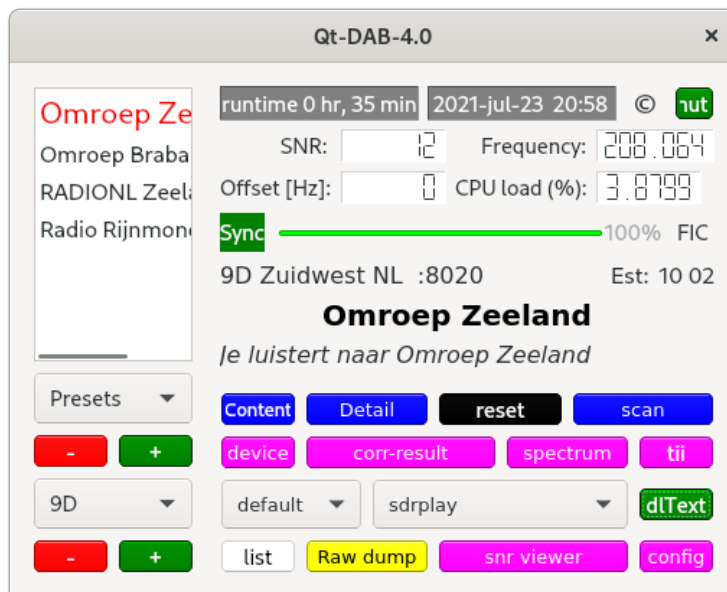 Qt-DAB-4.0 ×
runtime 0 hr, 35 min 2021-jul-23 20:58 ©
Omroep Zee
SNR: 12 Frequency: 208.064
Omroep Braba
RADIONL Zeel
Offset [Hz]: 0 CPU load (%): 3.8799
Radio Rijnmon
Sync 100% FIC
9D Zuidwest NL :8020 Est: 10 02
Omroep Zeeland
Je luistert naar Omroep Zeeland
Presets Content Detail reset scan
- + device corr-result spectrum tii
9D default sdrplay dlText
- + list Raw dump snr viewer config